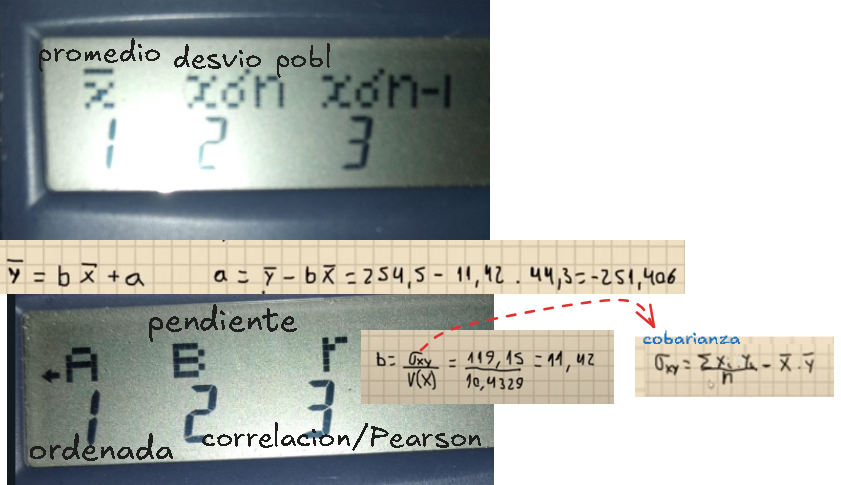 promedio desvio pobl
x̄ xσn xσn-1
1 2 3
ȳ = b x̄ + a a = ȳ - b x̄ = 254,5 - 11,42 . 44,3 = -251,406
pendiente
A B r
1 2 3
ordenada correlacion/Pearson
b = σxy / V(X) = 119,15 / 10,4329 = 11,42
cobarianza
σxy = Σ xi . yi / n - x̄ . ȳ